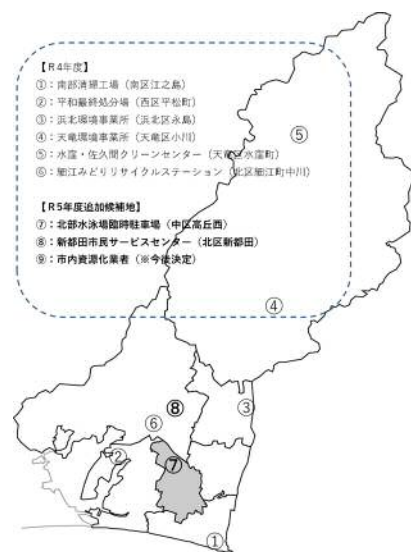 【R4年度】
①：南部清掃工場（南区江之島）
②：平和最終処分場（西区平松町）
③：浜北環境事業所（浜北区永島）
④：天竜環境事業所（天竜区小川）
⑤：水窪・佐久間クリーンセンター（天竜区水窪町）
⑥：細江みどりリサイクルステーション（北区細江町中川）
【R5年度追加候補地】
⑦：北部水泳場臨時駐車場（中区高丘西）
⑧：新都田市民サービスセンター（北区新都田）
⑨：市内資源化業者（※今後決定）
⑤
④
③
⑧
⑥
②
⑦
①